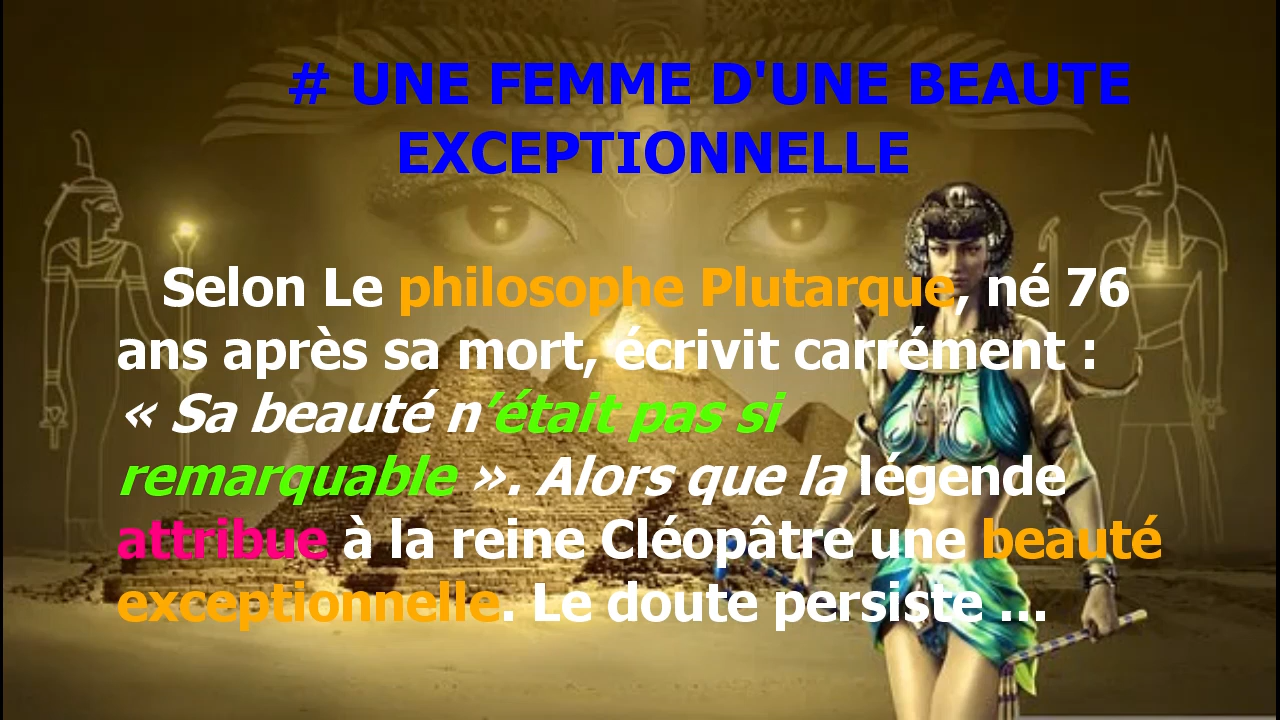 # UNE FEMME D'UNE BEAUTE
EXCEPTIONNELLE
Selon Le philosophe Plutarque, né 76
ans après sa mort, écrivit carrément :
« Sa beauté n’était pas si
remarquable ». Alors que la légende
attribue à la reine Cléopâtre une beauté
exceptionnelle. Le doute persiste ...